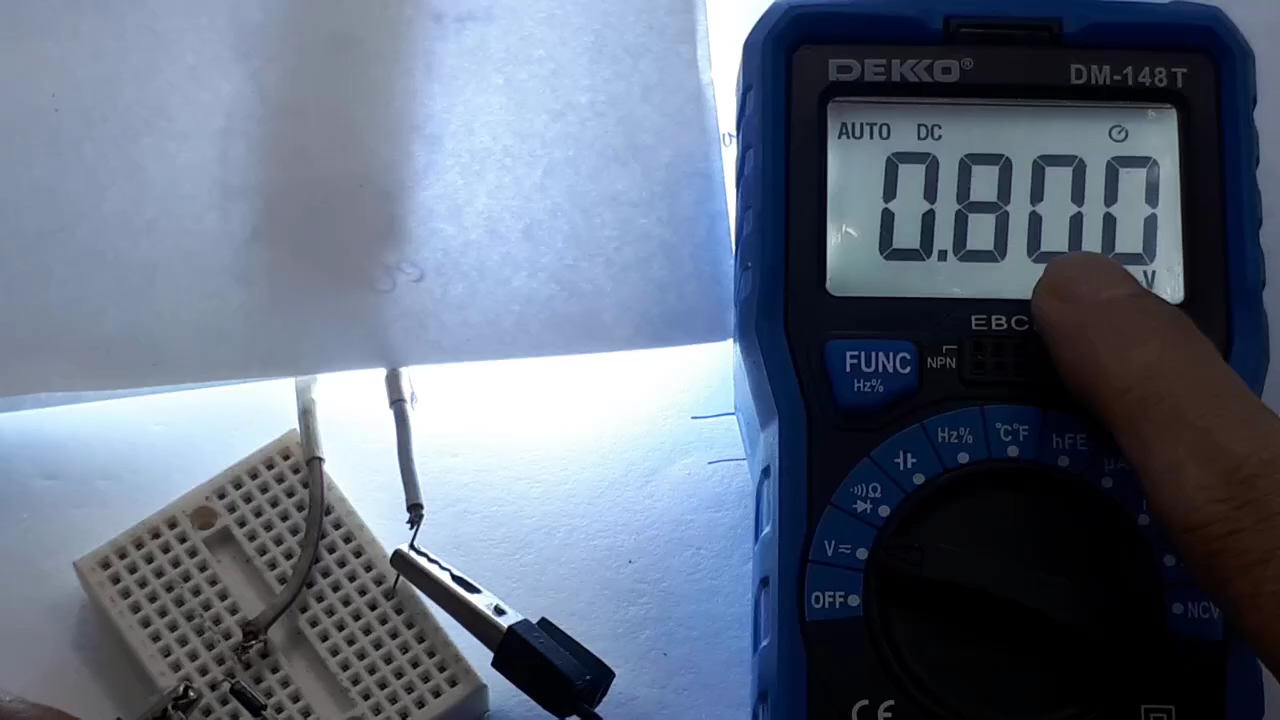 DEKKO® DM-148T
AUTO DC
0.800
V
EBC
FUNC
Hz%
NPN
Hz%
°C°F
hFE
Ω
V
OFF
NCV
CE